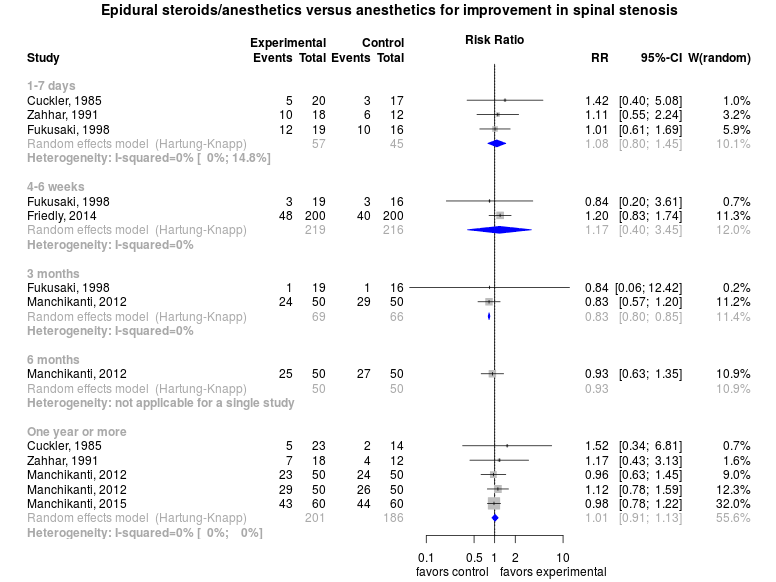 Epidural steroids/anesthetics versus anesthetics for improvement in spinal stenosis
Experimental Control Risk Ratio
Study Events Total Events Total RR 95%-CI W(random)
1-7 days
Cuckler, 1985 5 20 3 17 1.42 [0.40; 5.08] 1.0%
Zahhar, 1991 10 18 6 12 1.11 [0.55; 2.24] 3.2%
Fukusaki, 1998 12 19 10 16 1.01 [0.61; 1.69] 5.9%
Random effects model (Hartung-Knapp) 57 45 1.08 [0.80; 1.45] 10.1%
Heterogeneity: I-squared=0% [ 0%; 14.8%]
4-6 weeks
Fukusaki, 1998 3 19 3 16 0.84 [0.20; 3.61] 0.7%
Friedly, 2014 48 200 40 200 1.20 [0.83; 1.74] 11.3%
Random effects model (Hartung-Knapp) 219 216 1.17 [0.40; 3.45] 12.0%
Heterogeneity: I-squared=0%
3 months
Fukusaki, 1998 1 19 1 16 0.84 [0.06; 12.42] 0.2%
Manchikanti, 2012 24 50 29 50 0.83 [0.57; 1.20] 11.2%
Random effects model (Hartung-Knapp) 69 66 0.83 [0.80; 0.85] 11.4%
Heterogeneity: I-squared=0%
6 months
Manchikanti, 2012 25 50 27 50 0.93 [0.63; 1.35] 10.9%
Random effects model (Hartung-Knapp) 50 50 0.93 10.9%
Heterogeneity: not applicable for a single study
One year or more
Cuckler, 1985 5 23 2 14 1.52 [0.34; 6.81] 0.7%
Zahhar, 1991 7 18 4 12 1.17 [0.43; 3.13] 1.6%
Manchikanti, 2012 23 50 24 50 0.96 [0.63; 1.45] 9.0%
Manchikanti, 2012 29 50 26 50 1.12 [0.78; 1.59] 12.3%
Manchikanti, 2015 43 60 44 60 0.98 [0.78; 1.22] 32.0%
Random effects model (Hartung-Knapp) 201 186 1.01 [0.91; 1.13] 55.6%
Heterogeneity: I-squared=0% [ 0%; 0%]
0.1 0.5 1 2 10
favors control favors experimental